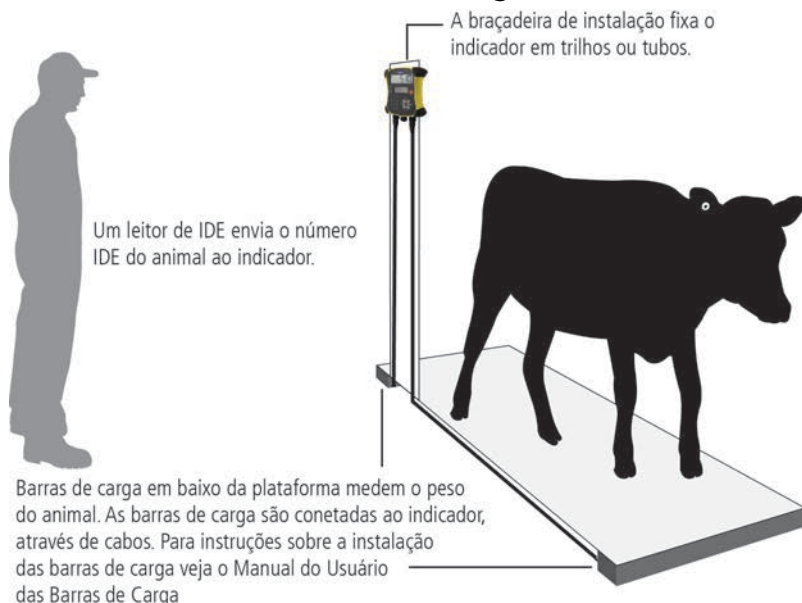 A braçadeira de instalação fixa o
indicador em trilhos ou tubos.
Um leitor de IDE envia o número
IDE do animal ao indicador.
Barras de carga em baixo da plataforma medem o peso
do animal. As barras de carga são conetadas ao indicador,
através de cabos. Para instruções sobre a instalação
das barras de carga veja o Manual do Usuário
das Barras de Carga